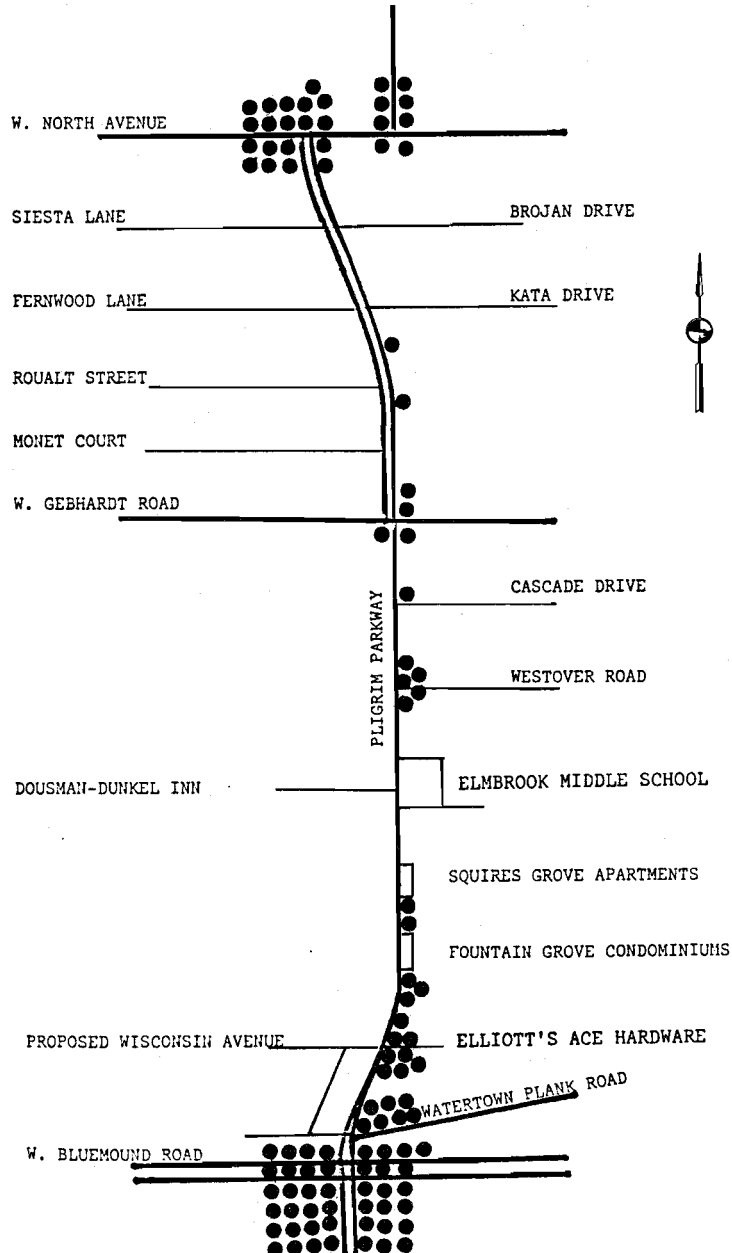 W. NORTH AVENUE
SIESTA LANE
BROJAN DRIVE
FERNWOOD LANE
KATA DRIVE
ROUALT STREET
MONET COURT
W. GEBHARDT ROAD
CASCADE DRIVE
PLIGRIM PARKWAY
WESTOVER ROAD
DOUSMAN-DUNKEL INN
ELMBROOK MIDDLE SCHOOL
SQUIRES GROVE APARTMENTS
FOUNTAIN GROVE CONDOMINIUMS
PROPOSED WISCONSIN AVENUE
ELLIOTT'S ACE HARDWARE
WATERTOWN PLANK ROAD
W. BLUEMOUND ROAD